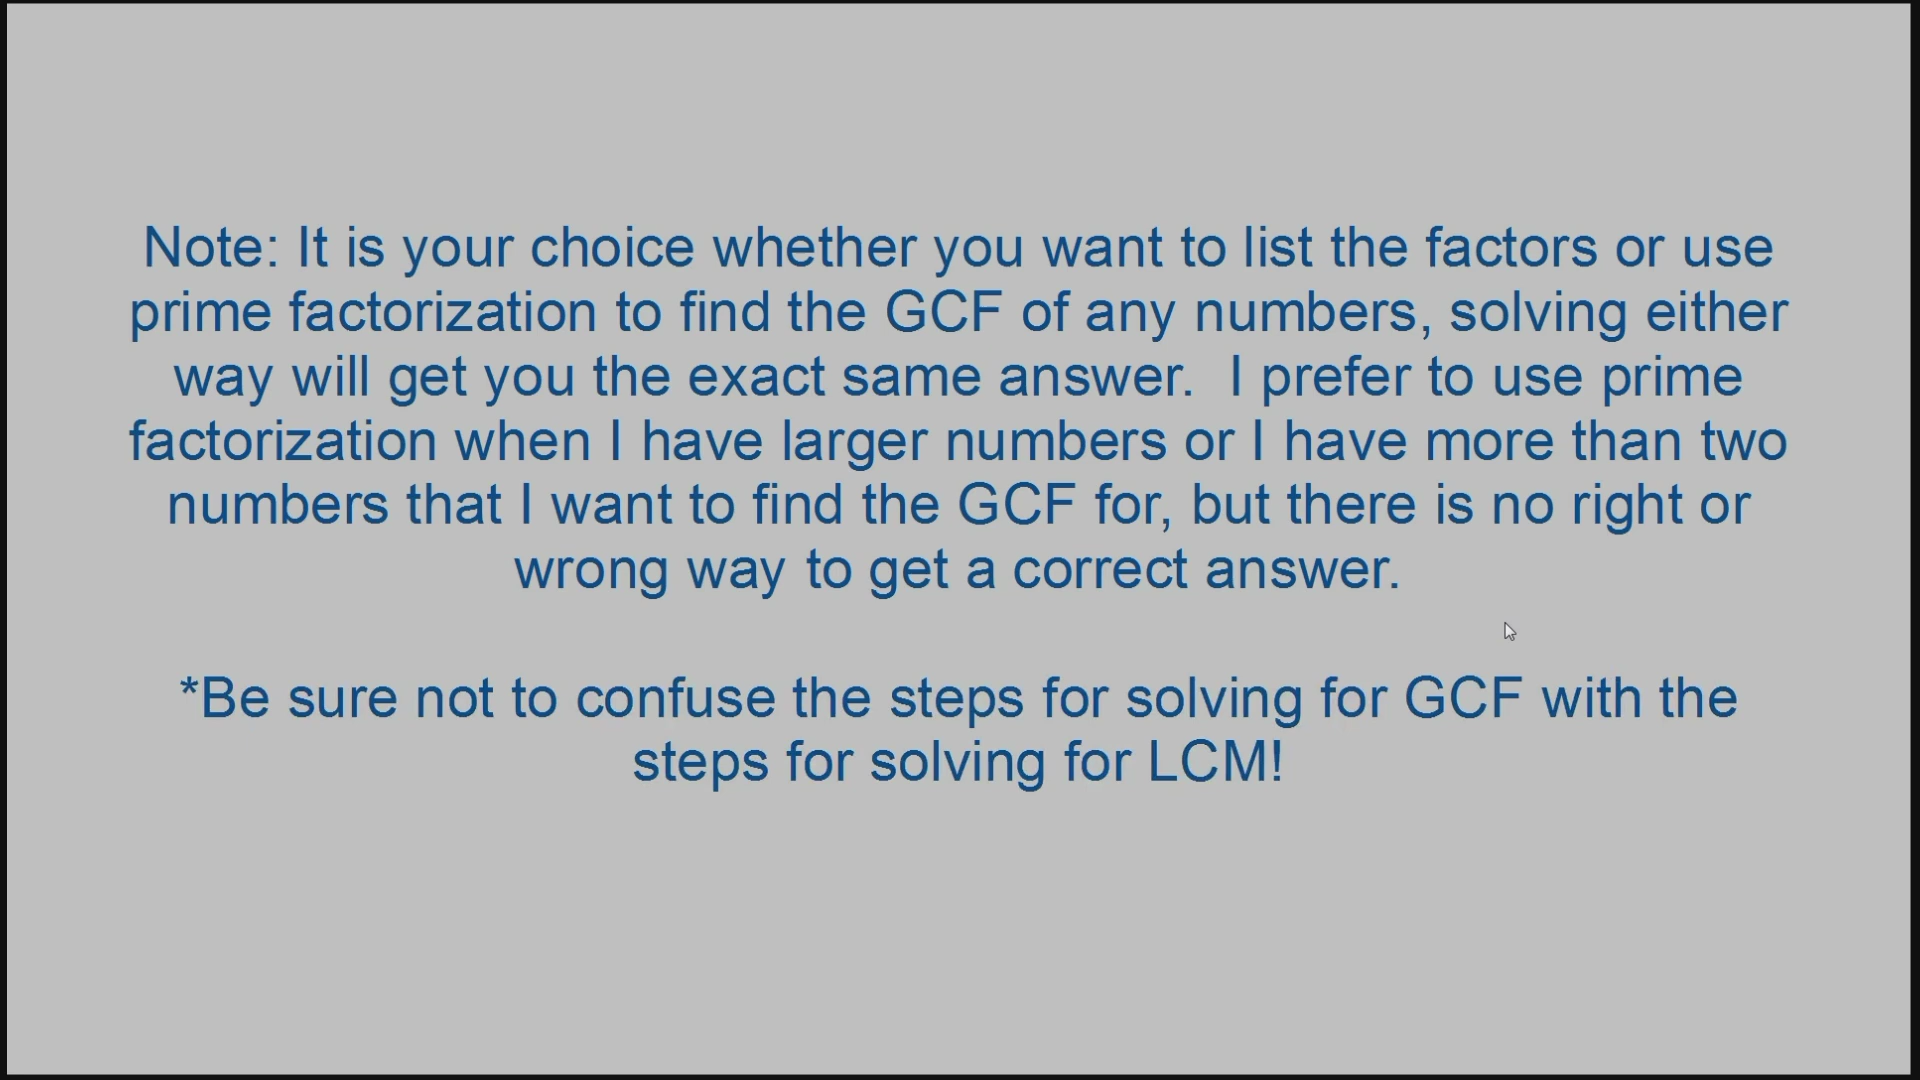 Note: It is your choice whether you want to list the factors or use
prime factorization to find the GCF of any numbers, solving either
way will get you the exact same answer.  I prefer to use prime
factorization when I have larger numbers or I have more than two
numbers that I want to find the GCF for, but there is no right or
wrong way to get a correct answer.
*Be sure not to confuse the steps for solving for GCF with the
steps for solving for LCM!